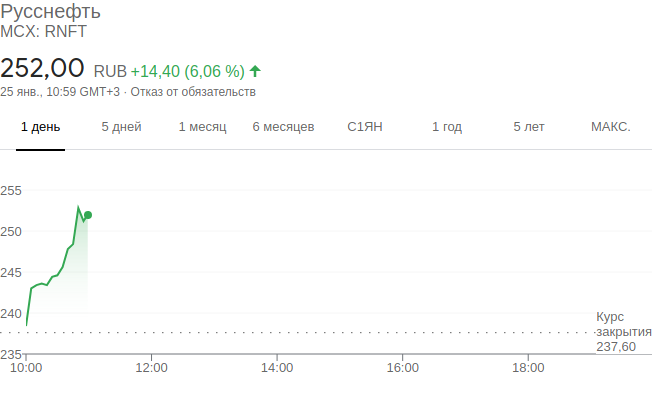 Русснефть
MCX: RNFT
252,00 RUB +14,40 (6,06 %)
25 янв., 10:59 GMT+3 · Отказ от обязательств
1 день 5 дней 1 месяц 6 месяцев С1ЯН 1 год 5 лет МАКС.
255
250
245
240
Курс
закрытия
237,60
235
10:00 12:00 14:00 16:00 18:00